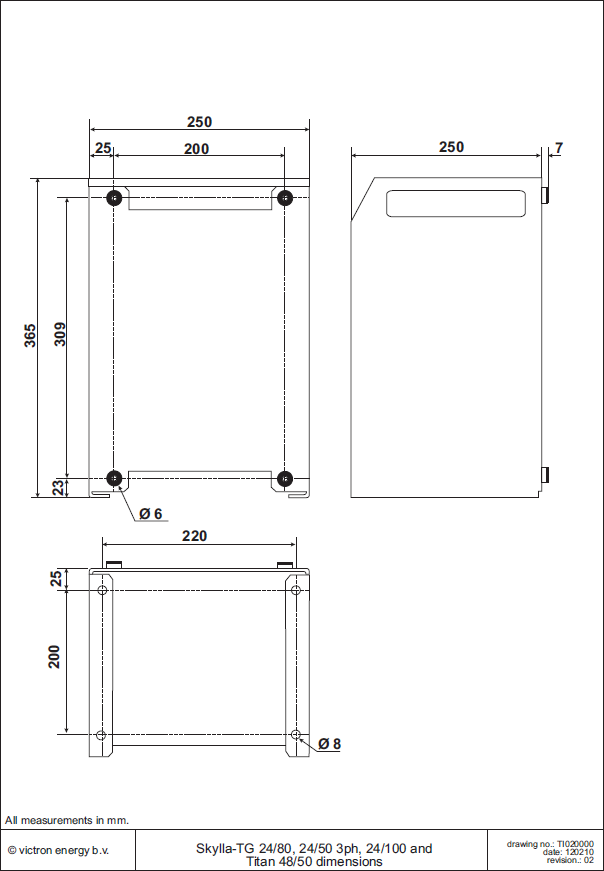 250
25 200
250 7
365
309
23
Ø 6
220
25
200
Ø 8
All measurements in mm.
© victron energy b.v.
Skylla-TG 24/80, 24/50 3ph, 24/100 and
Titan 48/50 dimensions
drawing no.: TI020000
date: 120210
revision.: 02